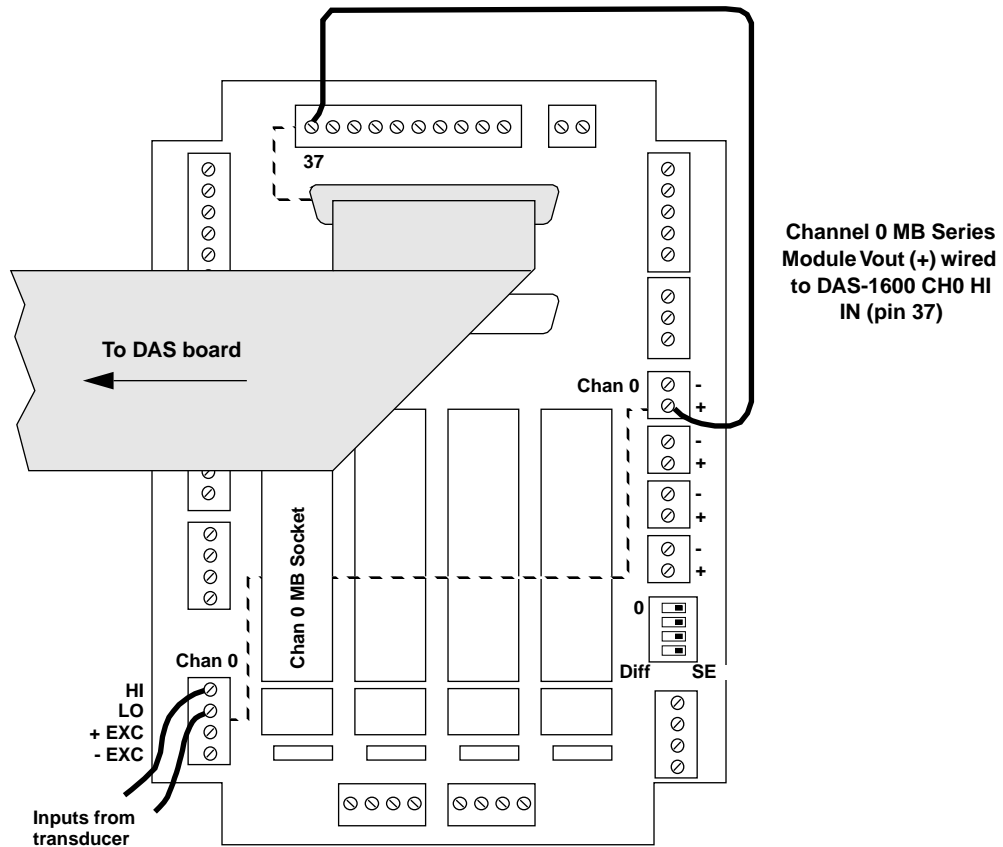 37
Channel 0 MB Series
Module Vout (+) wired
to DAS-1600 CH0 HI
IN (pin 37)
To DAS board
Chan 0
-
+
-
+
-
+
-
+
Chan 0 MB Socket
0
Diff
SE
Chan 0
HI
LO
+ EXC
- EXC
Inputs from
transducer